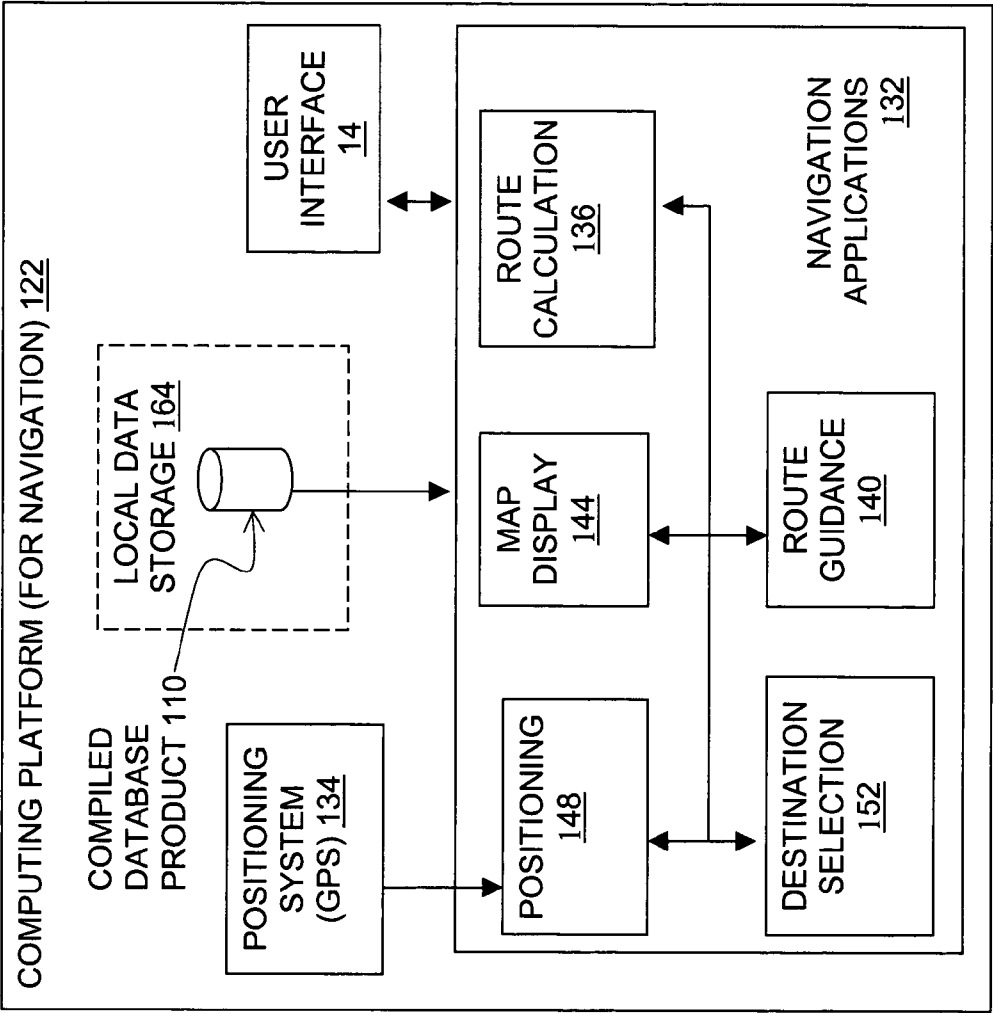 COMPUTING PLATFORM (FOR NAVIGATION) 122
COMPILED
DATABASE
PRODUCT 110
LOCAL DATA
STORAGE 164
USER
INTERFACE
14
POSITIONING
SYSTEM
(GPS) 134
POSITIONING
148
MAP
DISPLAY
144
ROUTE
CALCULATION
136
DESTINATION
SELECTION
152
ROUTE
GUIDANCE
140
NAVIGATION
APPLICATIONS
132